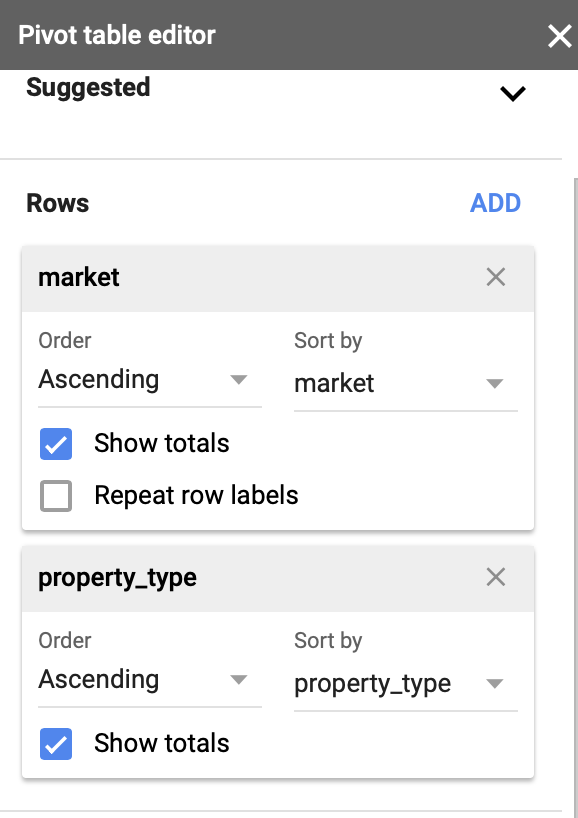 Pivot table editor
Suggested
Rows ADD
market
Order Sort by
Ascending market
Show totals
Repeat row labels
property_type
Order Sort by
Ascending property_type
Show totals